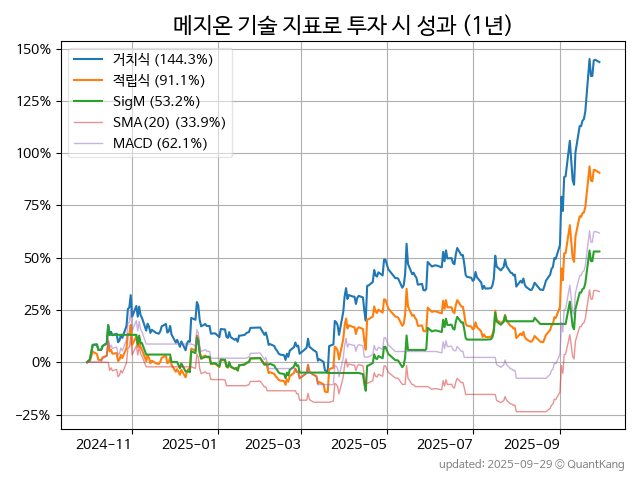 메지온 기술 지표로 투자 시 성과 (1년)
150%
125%
100%
75%
50%
25%
0%
−25%
거치식 (144.3%)
적립식 (91.1%)
SigM (53.2%)
SMA(20) (33.9%)
MACD (62.1%)
2024-11
2025-01
2025-03
2025-05
2025-07
2025-09
updated: 2025-09-29 © QuantKang